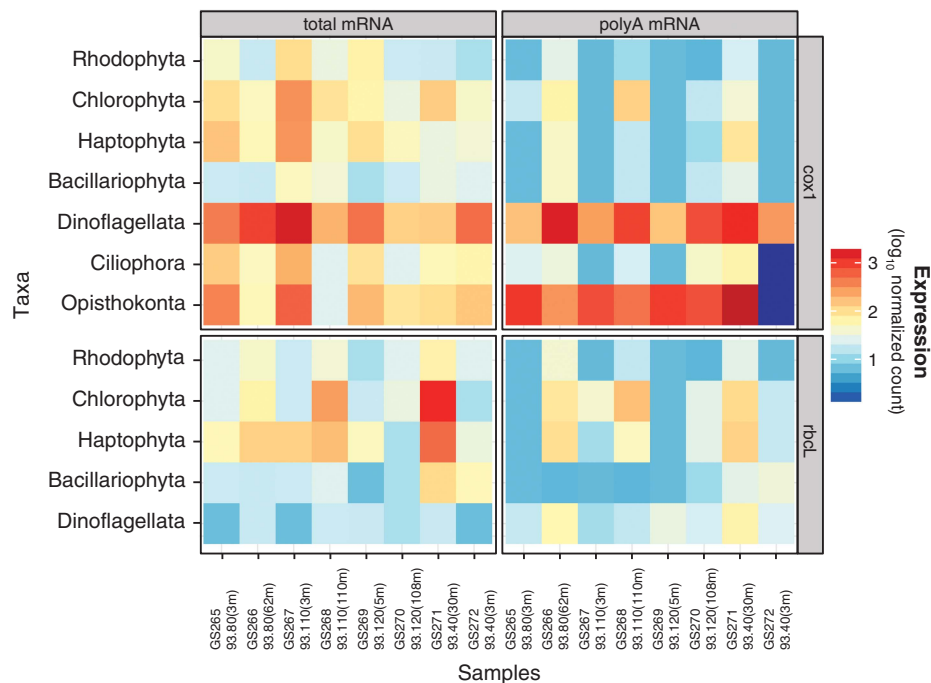 total mRNA
polyA mRNA
Rhodophyta
Chlorophyta
Haptophyta
Bacillariophyta
Dinoflagellata
Ciliophora
Opisthokonta
cox1
Rhodophyta
Chlorophyta
Haptophyta
Bacillariophyta
Dinoflagellata
rbcL
Taxa
GS265
93.80(3m)
GS266
93.80(62m)
GS267
93.110(3m)
GS268
93.110(110m)
GS269
93.120(5m)
GS270
93.120(108m)
GS271
93.40(30m)
GS272
93.40(3m)
GS265
93.80(3m)
GS266
93.80(62m)
GS267
93.110(3m)
GS268
93.110(110m)
GS269
93.120(5m)
GS270
93.120(108m)
GS271
93.40(30m)
GS272
93.40(3m)
Samples
3
2
1
Expression
(log10 normalized count)